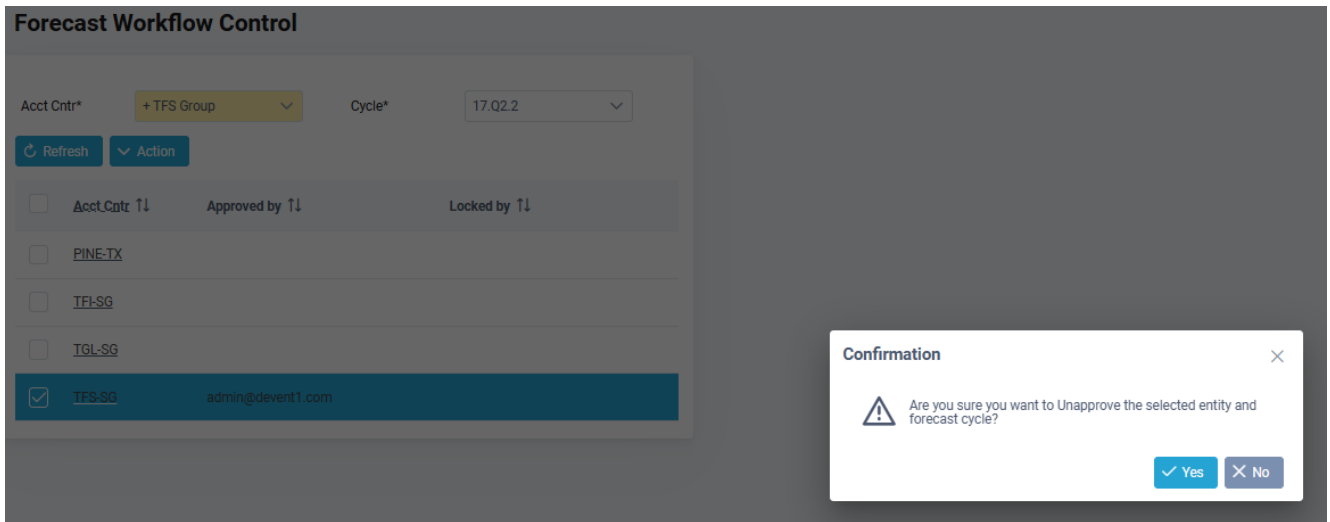 Forecast Workflow Control
Acct Cntr* + TFS Group Cycle* 17.Q2.2
Refresh Action
Acct Cntr Approved by Locked by
PINE-TX
TFI-SG
TGL-SG
TFS-SG admin@devent1.com
Confirmation
Are you sure you want to Unapprove the selected entity and
forecast cycle?
Yes No